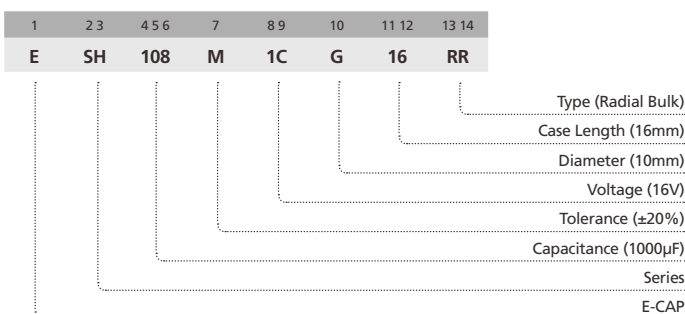 1 2 3 4 5 6 7 8 9 10 11 12 13 14
E SH 108 M 1C G 16 RR
Type (Radial Bulk)
Case Length (16mm)
Diameter (10mm)
Voltage (16V)
Tolerance (±20%)
Capacitance (1000µF)
Series
E-CAP